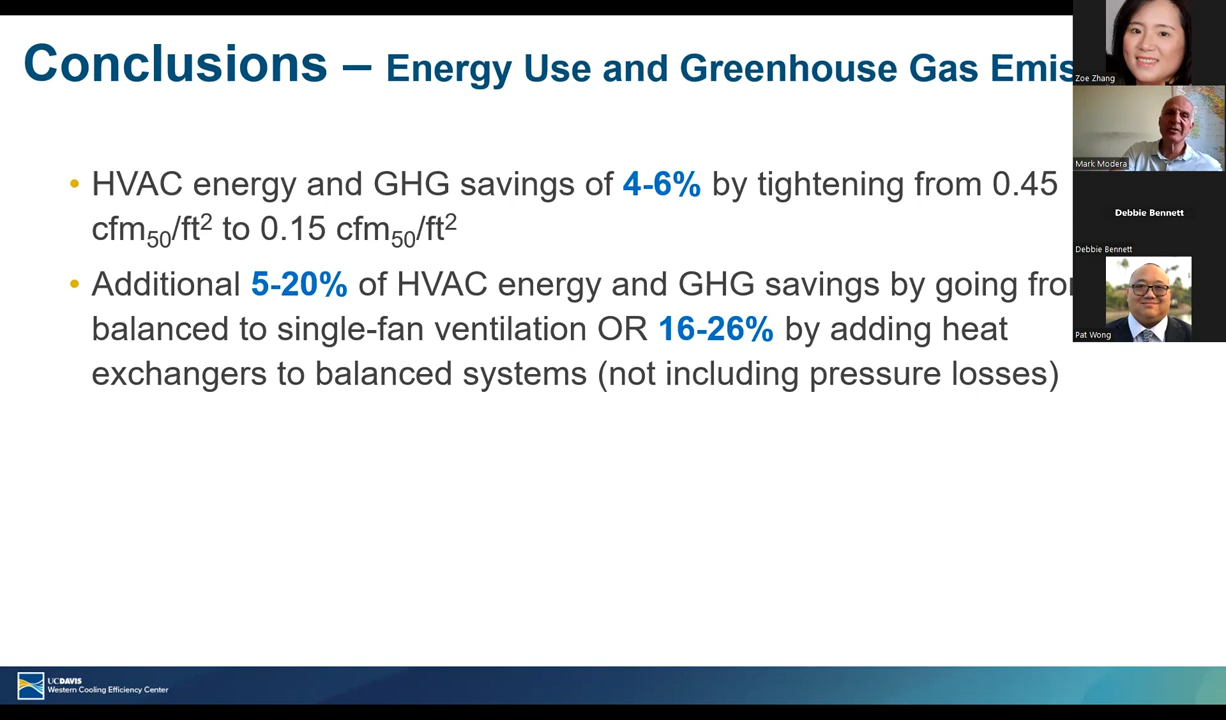 Conclusions – Energy Use and Greenhouse Gas Emis
• HVAC energy and GHG savings of 4-6% by tightening from 0.45
cfm50/ft2 to 0.15 cfm50/ft2
• Additional 5-20% of HVAC energy and GHG savings by going from
balanced to single-fan ventilation OR 16-26% by adding heat
exchangers to balanced systems (not including pressure losses)
Zoe Zhang
Mark Modera
Debbie Bennett
Debbie Bennett
Pat Wong
UCDAVIS
Western Cooling Efficiency Center